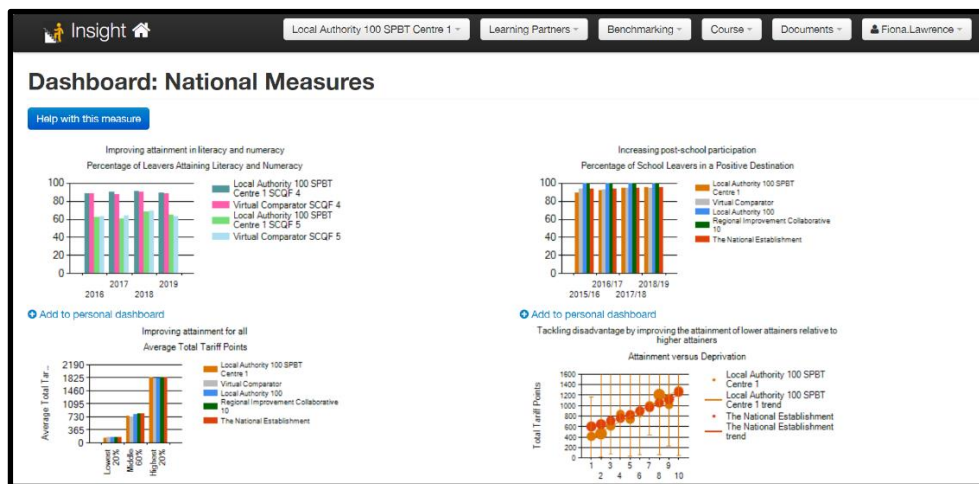 Insight
Local Authority 100 SPBT Centre 1
Learning Partners
Benchmarking
Course
Documents
Fiona.Lawrence
Dashboard: National Measures
Help with this measure
Improving attainment in literacy and numeracy
Percentage of Leavers Attaining Literacy and Numeracy
100
80
60
40
20
0
2016
2017
2018
2019
Local Authority 100 SPBT
Centre 1 SCQF 4
Virtual Comparator SCQF 4
Local Authority 100 SPBT
Centre 1 SCQF 5
Virtual Comparator SCQF 5
Add to personal dashboard
Increasing post-school participation
Percentage of School Leavers in a Positive Destination
100
80
60
40
20
0
2015/16
2016/17
2017/18
2018/19
Local Authority 100 SPBT
Centre 1
Virtual Comparator
Local Authority 100
Regional Improvement Collaborative
10
The National Establishment
Add to personal dashboard
Improving attainment for all
Average Total Tariff Points
Average Total Tar...
2190
1825
1460
1095
730
365
0
Lowest
20%
Middle
60%
Highest
20%
Local Authority 100 SPBT
Centre 1
Virtual Comparator
Local Authority 100
Regional Improvement Collaborative
10
The National Establishment
Tackling disadvantage by improving the attainment of lower attainers relative to
higher attainers
Attainment versus Deprivation
Total Tariff Points
1600
1400
1200
1000
800
600
400
200
0
1
2
3
4
5
6
7
8
9
10
Local Authority 100 SPBT
Centre 1
Local Authority 100 SPBT
Centre 1 trend
The National Establishment
The National Establishment
trend